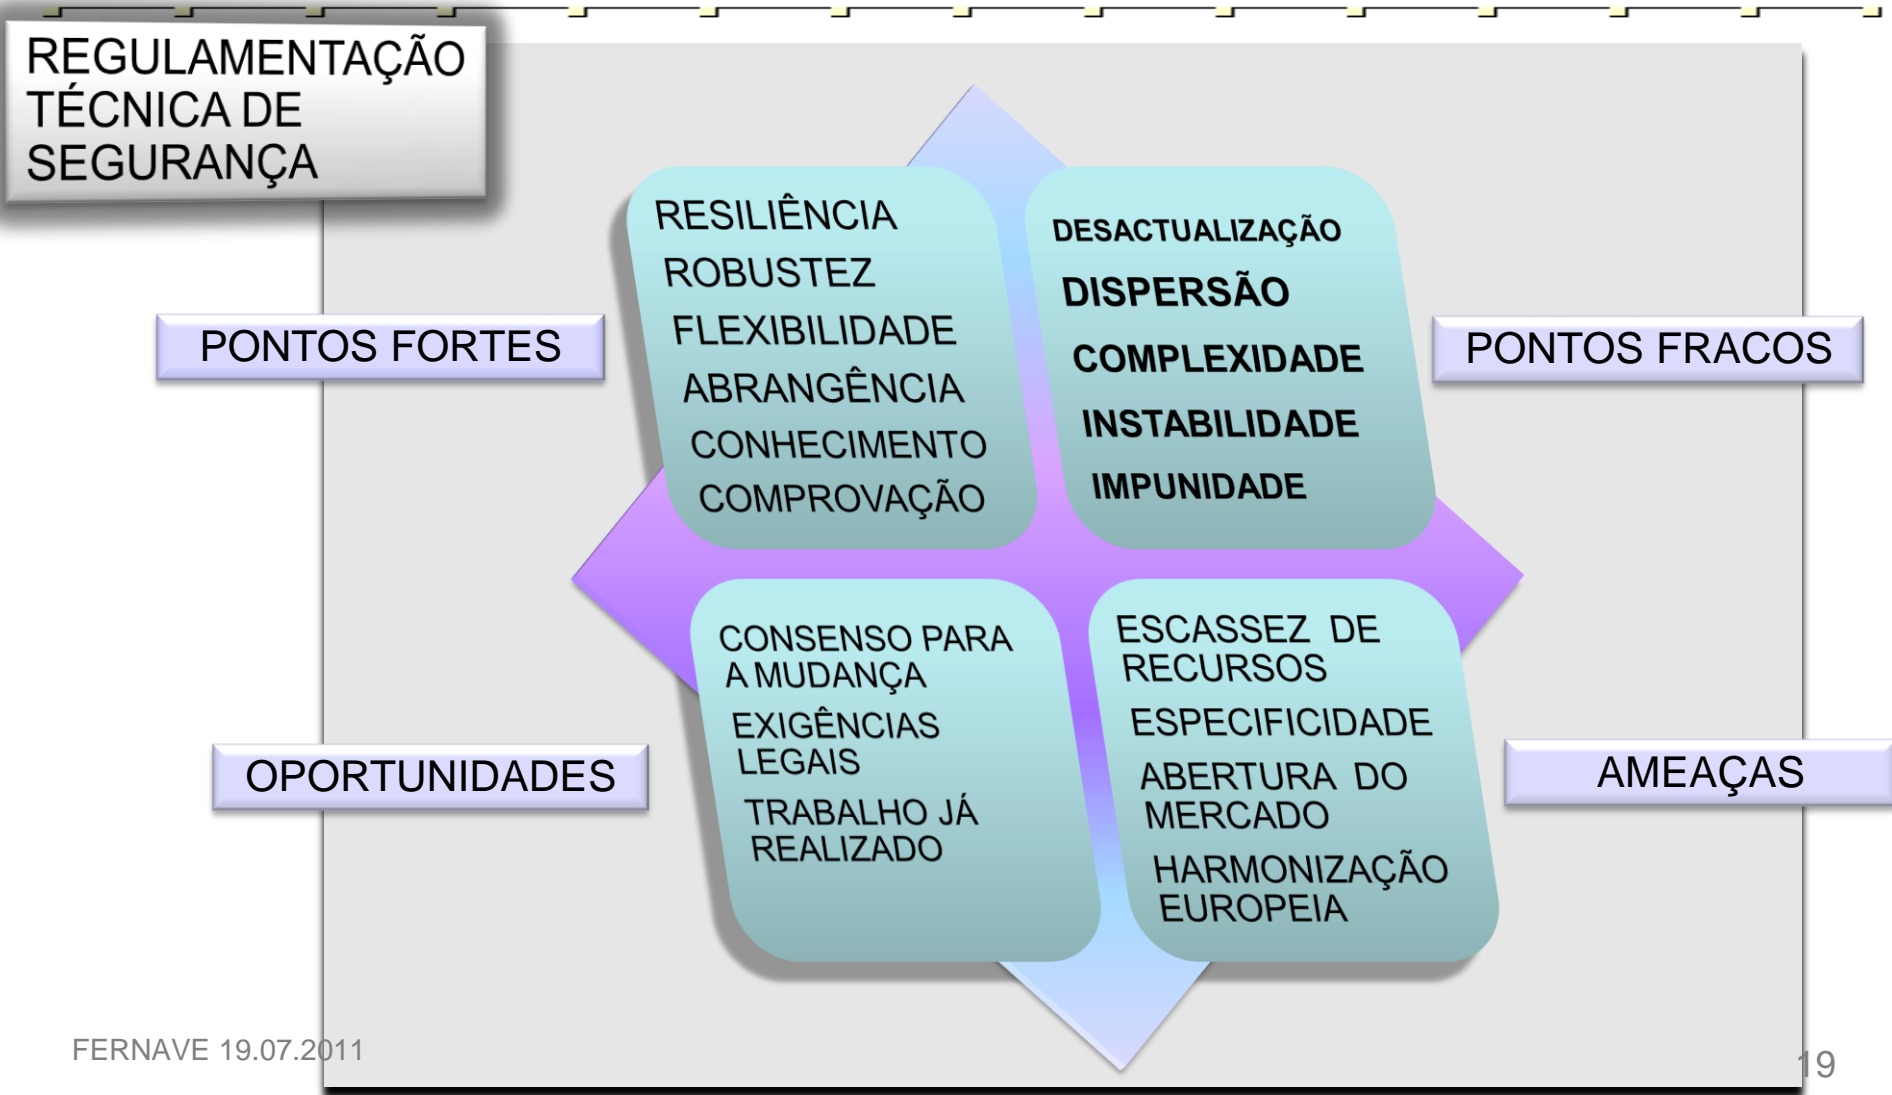 REGULAMENTAÇÃO
TÉCNICA DE
SEGURANÇA
PONTOS FORTES
RESILIÊNCIA
ROBUSTEZ
FLEXIBILIDADE
ABRANGÊNCIA
CONHECIMENTO
COMPROVAÇÃO
DESACTUALIZAÇÃO
DISPERSÃO
COMPLEXIDADE
INSTABILIDADE
IMPUNIDADE
PONTOS FRACOS
OPORTUNIDADES
CONSENSO PARA
A MUDANÇA
EXIGÊNCIAS
LEGAIS
TRABALHO JÁ
REALIZADO
ESCASSEZ DE
RECURSOS
ESPECIFICIDADE
ABERTURA DO
MERCADO
HARMONIZAÇÃO
EUROPEIA
AMEAÇAS
FERNAVE 19.07.2011
19